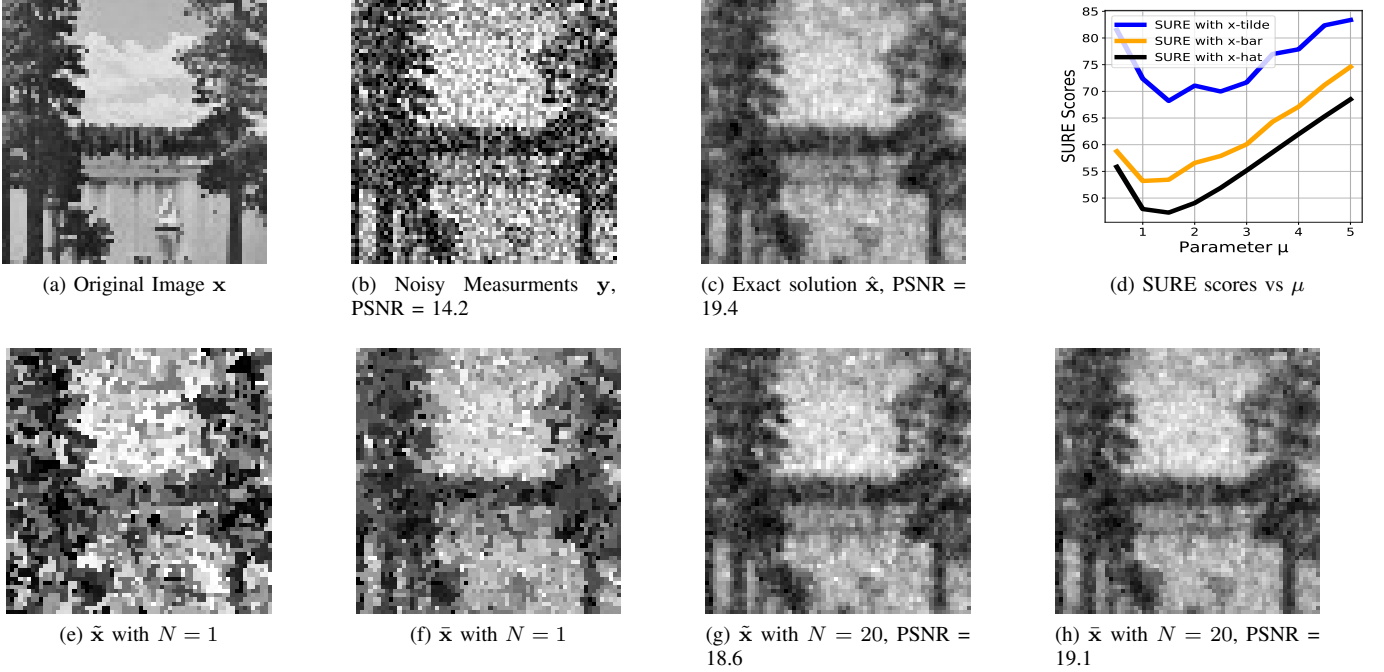 85
80
75
70
65
60
55
50
SURE Scores
SURE with x-tilde
SURE with x-bar
SURE with x-hat
1 2 3 4 5
Parameter μ
(a) Original Image x
(b) Noisy Measurments y,
PSNR = 14.2
(c) Exact solution x̂, PSNR =
19.4
(d) SURE scores vs μ
(e) x̃ with N = 1
(f) x̄ with N = 1
(g) x̃ with N = 20, PSNR =
18.6
(h) x̄ with N = 20, PSNR =
19.1